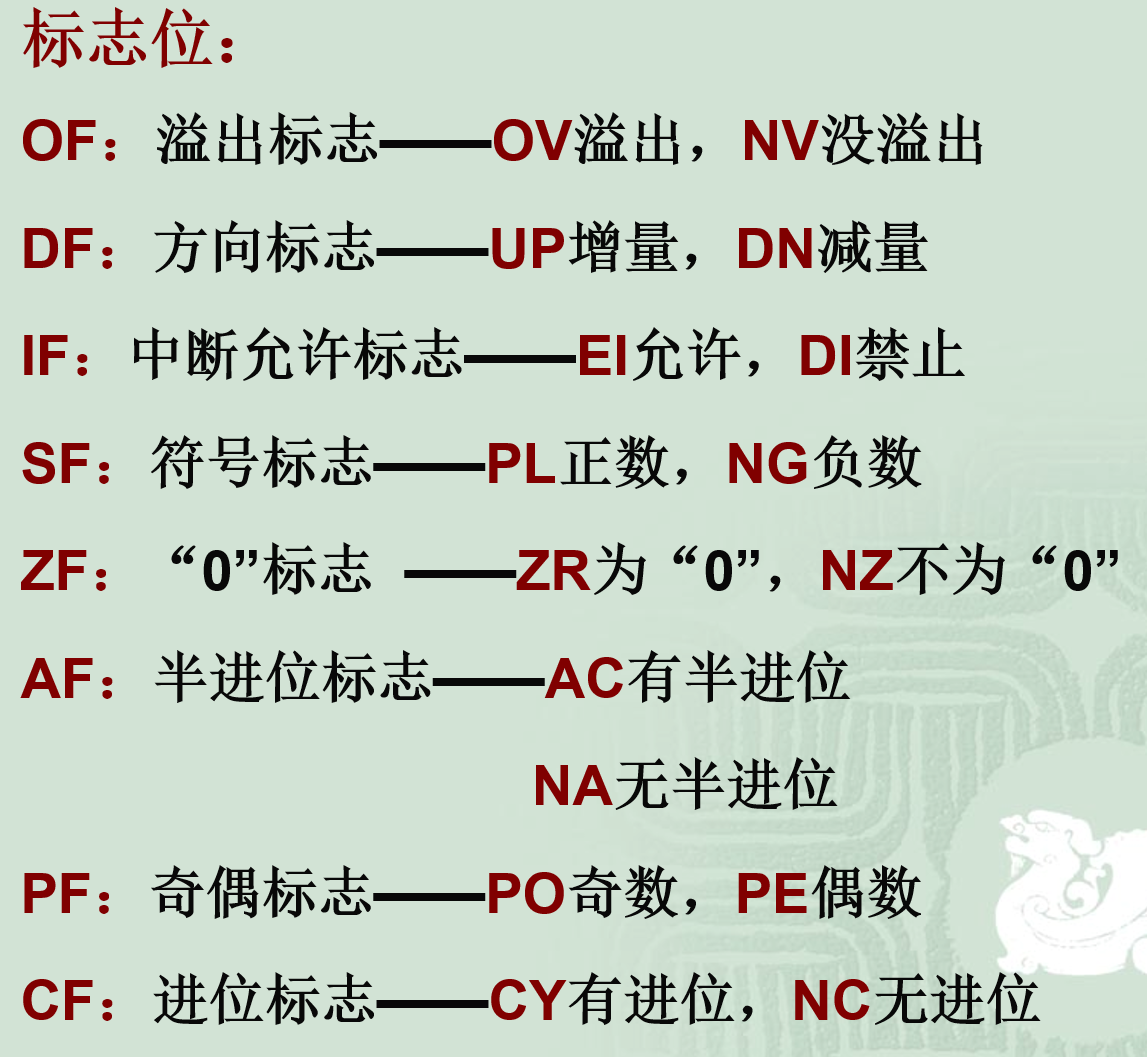 标志位：
OF：溢出标志——OV溢出，NV没溢出
DF：方向标志——UP增量，DN减量
IF：中断允许标志——EI允许，DI禁止
SF：符号标志——PL正数，NG负数
ZF：“0”标志 ——ZR为“0”，NZ不为“0”
AF：半进位标志——AC有半进位
NA无半进位
PF：奇偶标志——PO奇数，PE偶数
CF：进位标志——CY有进位，NC无进位